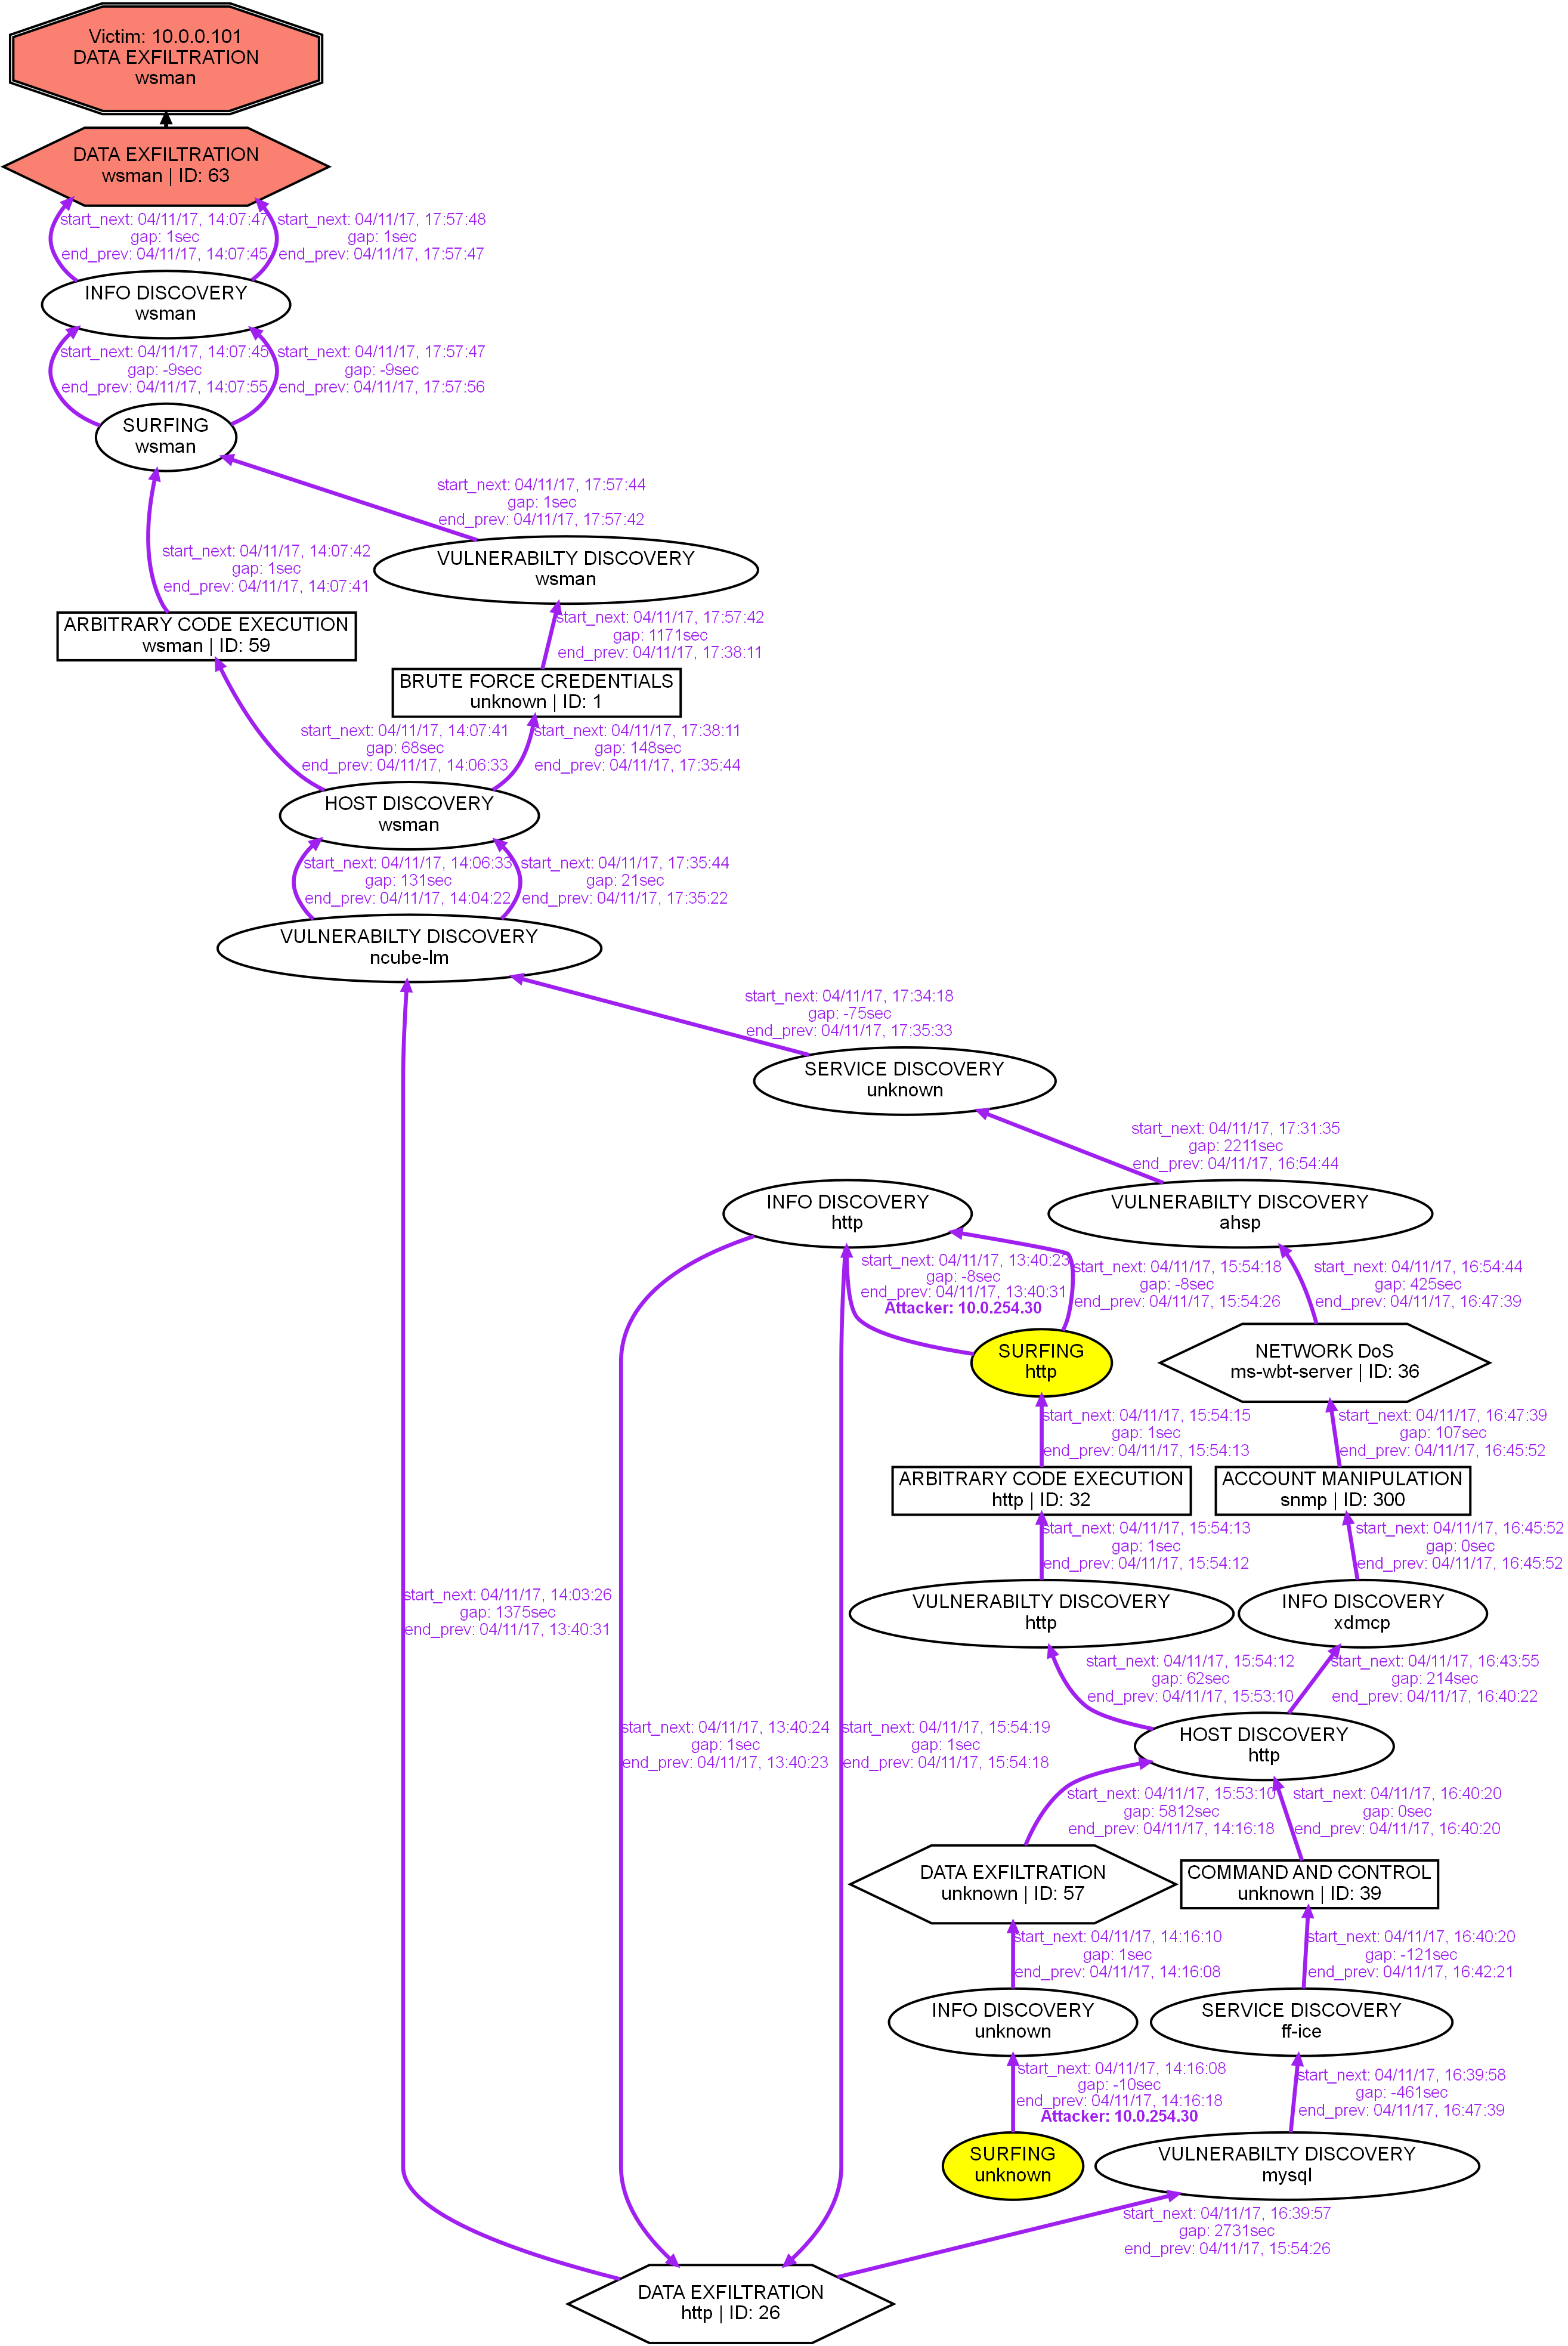 Victim: 10.0.0.101
DATA EXFILTRATION
wsman
DATA EXFILTRATION
wsman | ID: 63
start_next: 04/11/17, 14:07:47
gap: 1sec
end_prev: 04/11/17, 14:07:45
start_next: 04/11/17, 17:57:48
gap: 1sec
end_prev: 04/11/17, 17:57:47
INFO DISCOVERY
wsman
start_next: 04/11/17, 14:07:45
gap: -9sec
end_prev: 04/11/17, 14:07:55
start_next: 04/11/17, 17:57:47
gap: -9sec
end_prev: 04/11/17, 17:57:56
SURFING
wsman
start_next: 04/11/17, 17:57:44
gap: 1sec
end_prev: 04/11/17, 17:57:42
start_next: 04/11/17, 14:07:42
gap: 1sec
end_prev: 04/11/17, 14:07:41
VULNERABILTY DISCOVERY
wsman
ARBITRARY CODE EXECUTION
wsman | ID: 59
start_next: 04/11/17, 17:57:42
gap: 1171sec
end_prev: 04/11/17, 17:38:11
BRUTE FORCE CREDENTIALS
unknown | ID: 1
start_next: 04/11/17, 14:07:41
gap: 68sec
end_prev: 04/11/17, 14:06:33
start_next: 04/11/17, 17:38:11
gap: 148sec
end_prev: 04/11/17, 17:35:44
HOST DISCOVERY
wsman
start_next: 04/11/17, 14:06:33
gap: 131sec
end_prev: 04/11/17, 14:04:22
start_next: 04/11/17, 17:35:44
gap: 21sec
end_prev: 04/11/17, 17:35:22
VULNERABILTY DISCOVERY
ncube-lm
start_next: 04/11/17, 17:34:18
gap: -75sec
end_prev: 04/11/17, 17:35:33
SERVICE DISCOVERY
unknown
start_next: 04/11/17, 17:31:35
gap: 2211sec
end_prev: 04/11/17, 16:54:44
INFO DISCOVERY
http
VULNERABILTY DISCOVERY
ahsp
start_next: 04/11/17, 13:40:23
gap: -8sec
end_prev: 04/11/17, 13:40:31
Attacker: 10.0.254.30
start_next: 04/11/17, 15:54:18
gap: -8sec
end_prev: 04/11/17, 15:54:26
start_next: 04/11/17, 16:54:44
gap: 425sec
end_prev: 04/11/17, 16:47:39
SURFING
http
NETWORK DoS
ms-wbt-server | ID: 36
start_next: 04/11/17, 15:54:15
gap: 1sec
end_prev: 04/11/17, 15:54:13
start_next: 04/11/17, 16:47:39
gap: 107sec
end_prev: 04/11/17, 16:45:52
ARBITRARY CODE EXECUTION
http | ID: 32
ACCOUNT MANIPULATION
snmp | ID: 300
start_next: 04/11/17, 15:54:13
gap: 1sec
end_prev: 04/11/17, 15:54:12
start_next: 04/11/17, 16:45:52
gap: 0sec
end_prev: 04/11/17, 16:45:52
start_next: 04/11/17, 14:03:26
gap: 1375sec
end_prev: 04/11/17, 13:40:31
VULNERABILTY DISCOVERY
http
INFO DISCOVERY
xdmcp
start_next: 04/11/17, 15:54:12
gap: 62sec
end_prev: 04/11/17, 15:53:10
start_next: 04/11/17, 16:43:55
gap: 214sec
end_prev: 04/11/17, 16:40:22
start_next: 04/11/17, 13:40:24
gap: 1sec
end_prev: 04/11/17, 13:40:23
start_next: 04/11/17, 15:54:19
gap: 1sec
end_prev: 04/11/17, 15:54:18
HOST DISCOVERY
http
start_next: 04/11/17, 15:53:10
gap: 5812sec
end_prev: 04/11/17, 14:16:18
start_next: 04/11/17, 16:40:20
gap: 0sec
end_prev: 04/11/17, 16:40:20
DATA EXFILTRATION
unknown | ID: 57
COMMAND AND CONTROL
unknown | ID: 39
start_next: 04/11/17, 14:16:10
gap: 1sec
end_prev: 04/11/17, 14:16:08
start_next: 04/11/17, 16:40:20
gap: -121sec
end_prev: 04/11/17, 16:42:21
INFO DISCOVERY
unknown
SERVICE DISCOVERY
ff-ice
start_next: 04/11/17, 14:16:08
gap: -10sec
end_prev: 04/11/17, 14:16:18
Attacker: 10.0.254.30
start_next: 04/11/17, 16:39:58
gap: -461sec
end_prev: 04/11/17, 16:47:39
SURFING
unknown
VULNERABILTY DISCOVERY
mysql
start_next: 04/11/17, 16:39:57
gap: 2731sec
end_prev: 04/11/17, 15:54:26
DATA EXFILTRATION
http | ID: 26